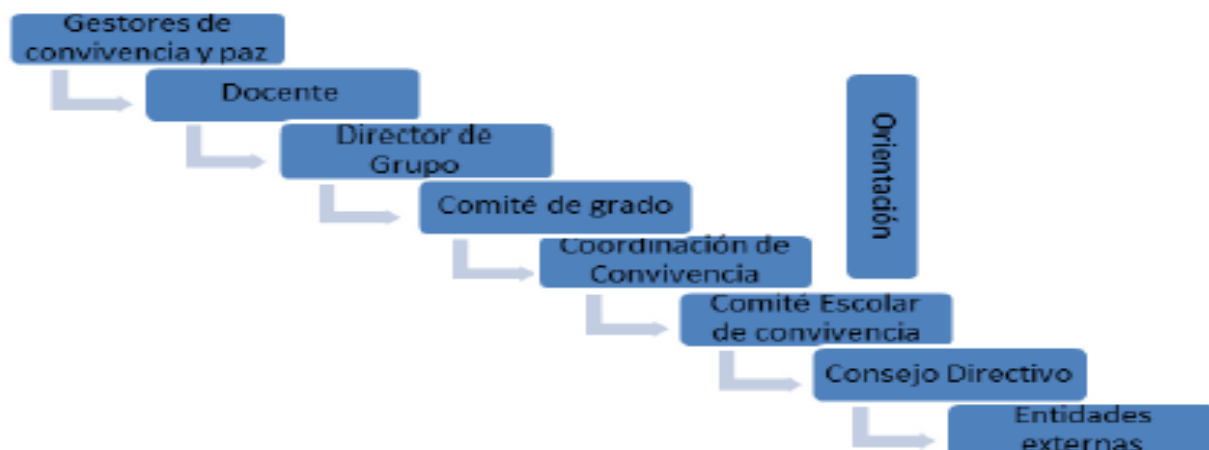 Gestores de
convivencia y paz
Docente
Director de
Grupo
Comité de grado
Coordinación de
Convivencia
Orientación
Comité Escolar
de convivencia
Consejo Directivo
Entidades
externas